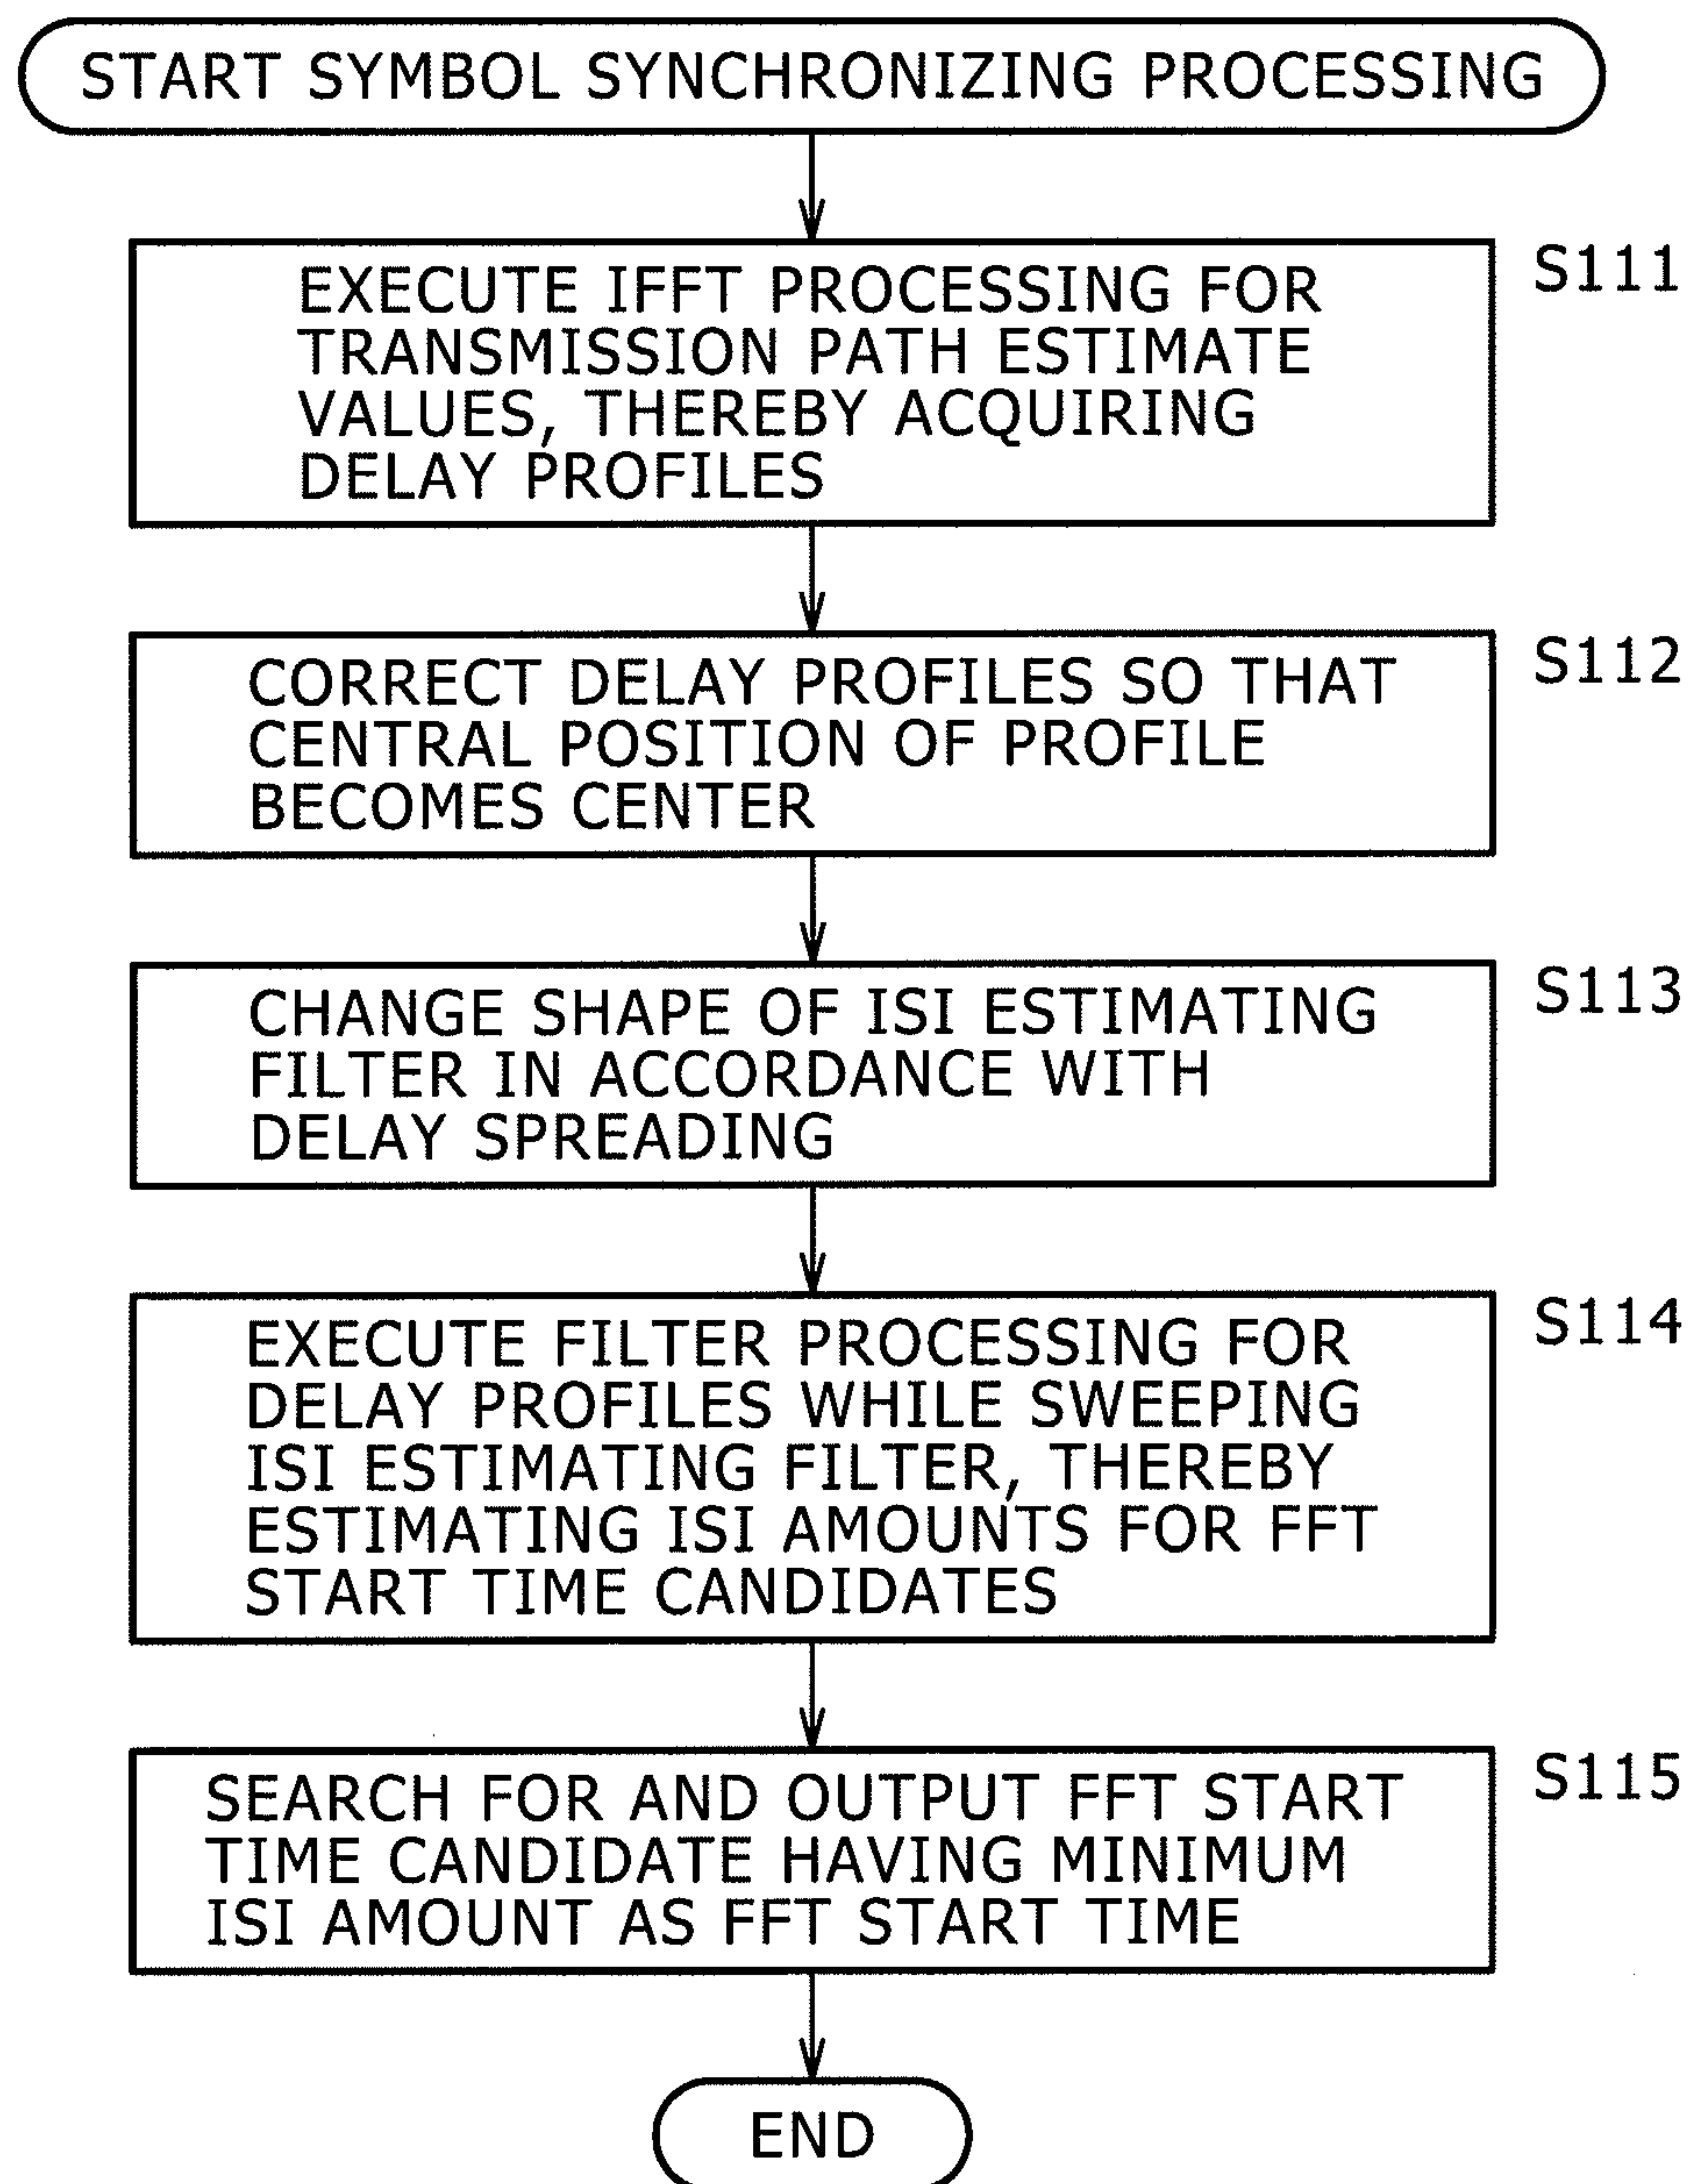 START SYMBOL SYNCHRONIZING PROCESSING
S111
EXECUTE IFFT PROCESSING FOR
TRANSMISSION PATH ESTIMATE
VALUES, THEREBY ACQUIRING
DELAY PROFILES
S112
CORRECT DELAY PROFILES SO THAT
CENTRAL POSITION OF PROFILE
BECOMES CENTER
S113
CHANGE SHAPE OF ISI ESTIMATING
FILTER IN ACCORDANCE WITH
DELAY SPREADING
S114
EXECUTE FILTER PROCESSING FOR
DELAY PROFILES WHILE SWEEPING
ISI ESTIMATING FILTER, THEREBY
ESTIMATING ISI AMOUNTS FOR FFT
START TIME CANDIDATES
S115
SEARCH FOR AND OUTPUT FFT START
TIME CANDIDATE HAVING MINIMUM
ISI AMOUNT AS FFT START TIME
END